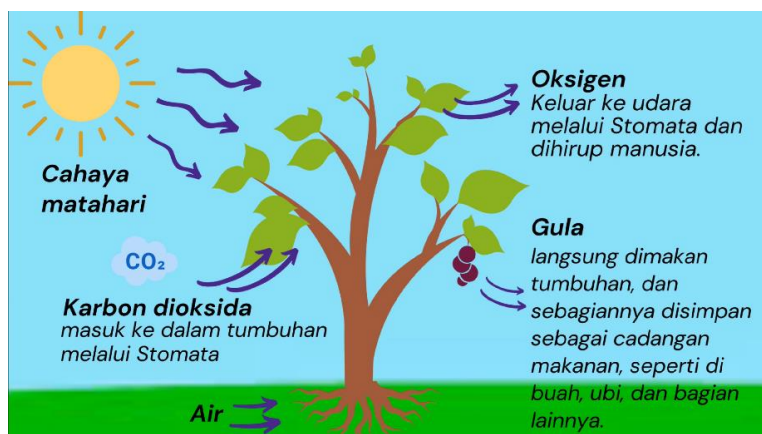 Cahaya
matahari
CO₂
Karbon dioksida
masuk ke dalam tumbuhan
melalui Stomata
Air
Oksigen
Keluar ke udara
melalui Stomata dan
dihirup manusia.
Gula
langsung dimakan
tumbuhan, dan
sebagiannya disimpan
sebagai cadangan
makanan, seperti di
buah, ubi, dan bagian
lainnya.